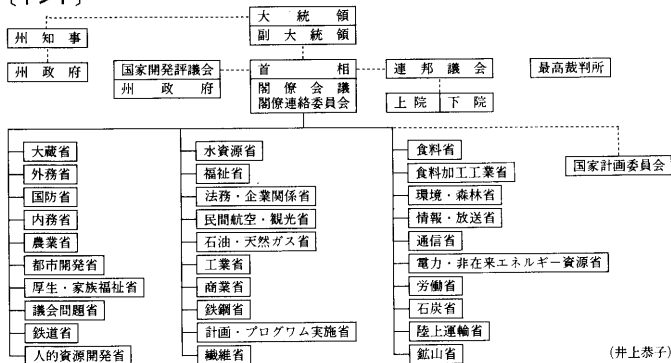 〔インド〕
大統領
副大統領
州知事
州政府
国家開発評議会
州政府
首相
閣僚会議
閣僚連絡委員会
連邦議会
上院 下院
最高裁判所
国家計画委員会
大蔵省
外務省
国防省
内務省
農業省
都市開発省
厚生・家族福祉省
議会問題省
鉄道省
人的資源開発省
水資源省
福祉省
法務・企業関係省
民間航空・観光省
石油・天然ガス省
工業省
商業省
鉄鋼省
計画・プログワム実施省
繊維省
食料省
食料加工工業省
環境・森林省
情報・放送省
通信省
電力・非在来エネルギー資源省
労働省
石炭省
陸上運輸省
鉱山省
(井上恭子)